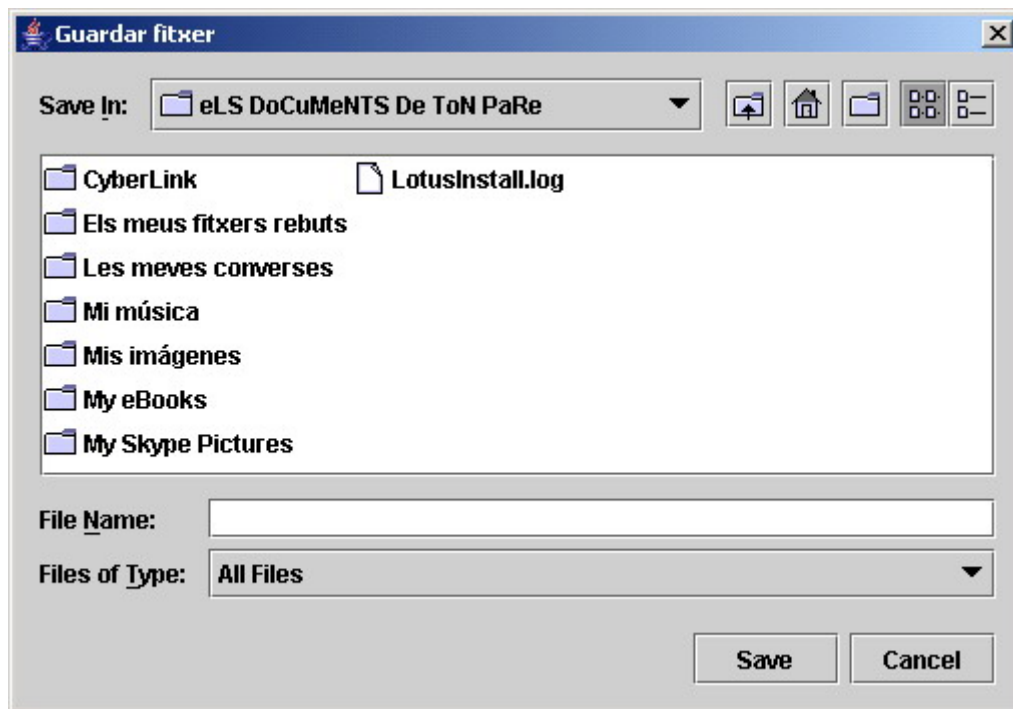 Guardar fitxer
Save In: eLS DoCuMeNTS De ToN PaRe
CyberLink
Els meus fitxers rebuts
Les meves converses
Mi música
Mis imágenes
My eBooks
My Skype Pictures
LotusInstall.log
File Name:
Files of Type: All Files
Save Cancel